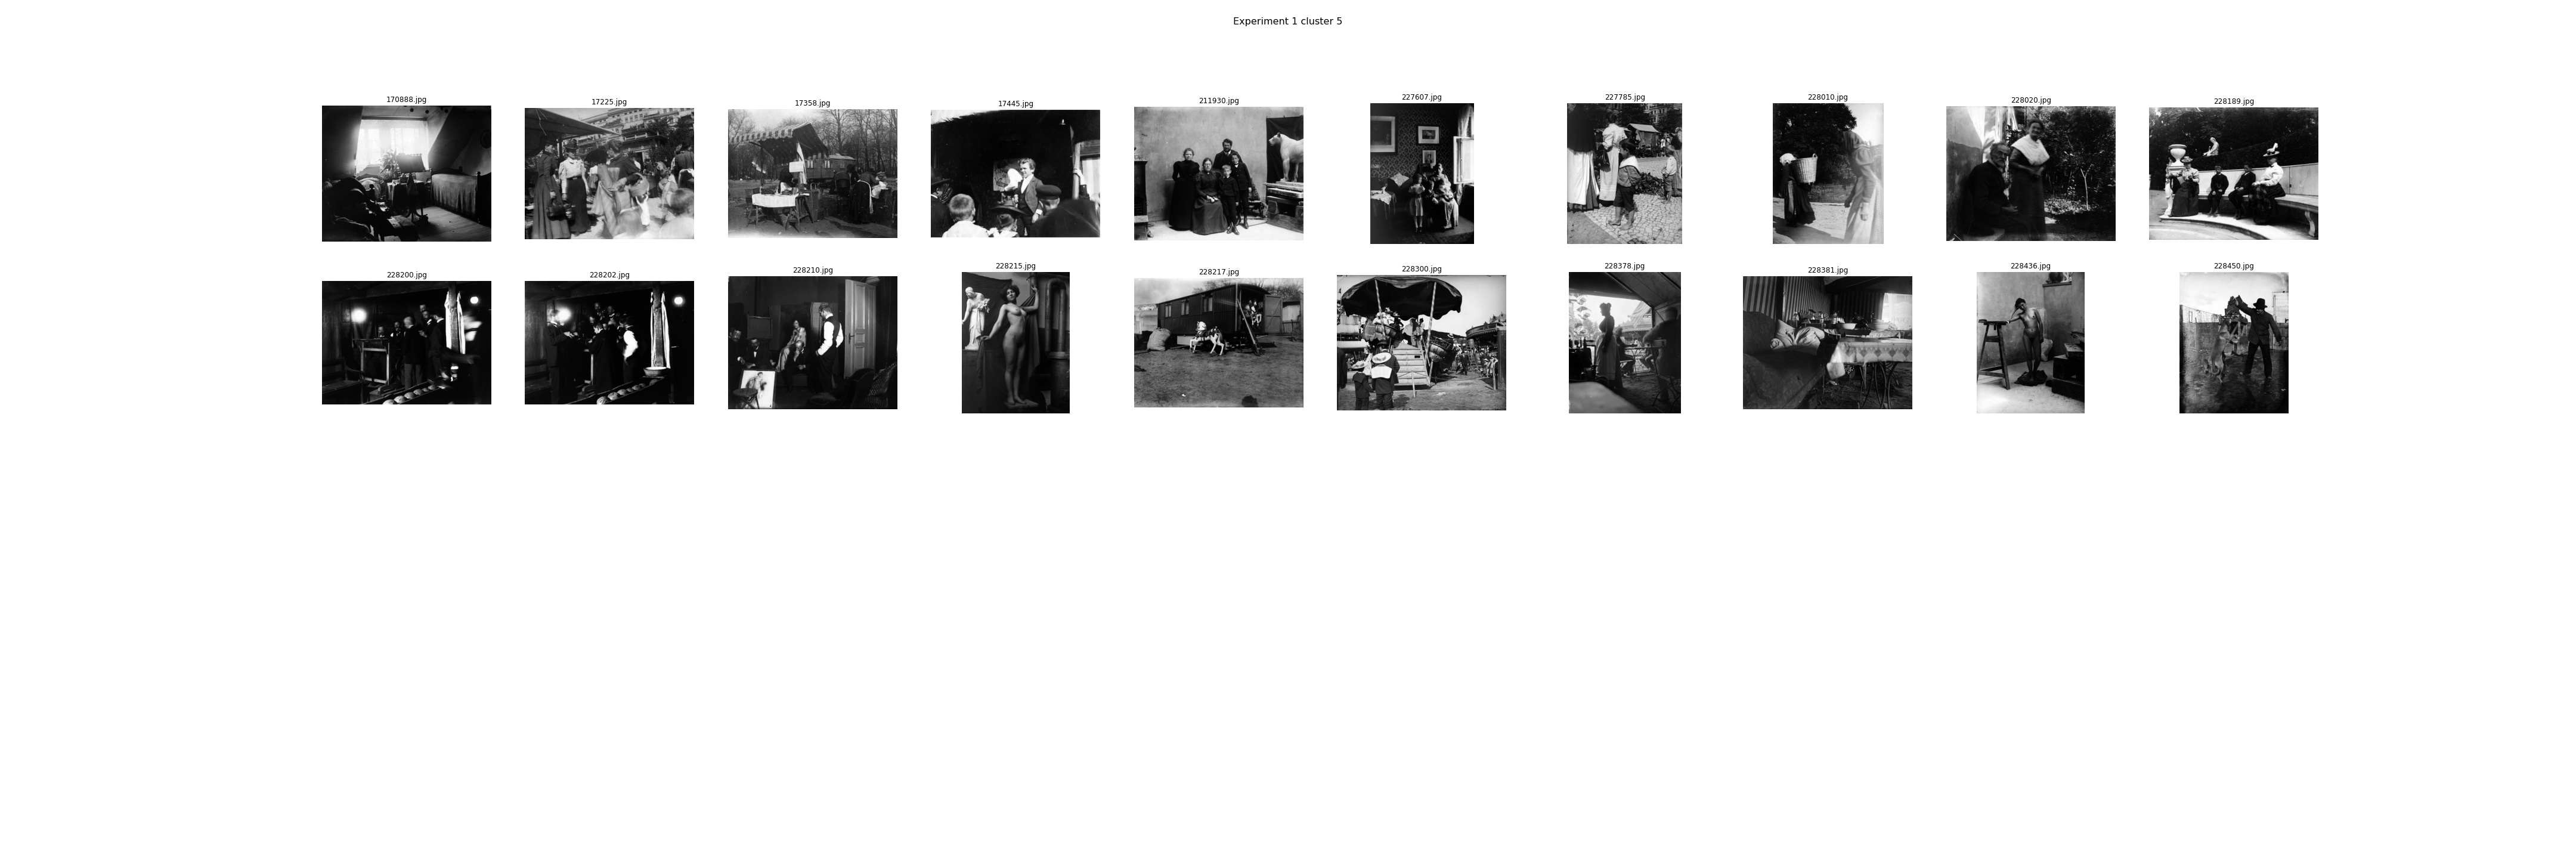 Experiment 1 cluster 5
170888.jpg
17225.jpg
17358.jpg
17445.jpg
211930.jpg
227607.jpg
227785.jpg
228010.jpg
228020.jpg
228189.jpg
228200.jpg
228202.jpg
228210.jpg
228215.jpg
228217.jpg
228300.jpg
228378.jpg
228381.jpg
228436.jpg
228450.jpg